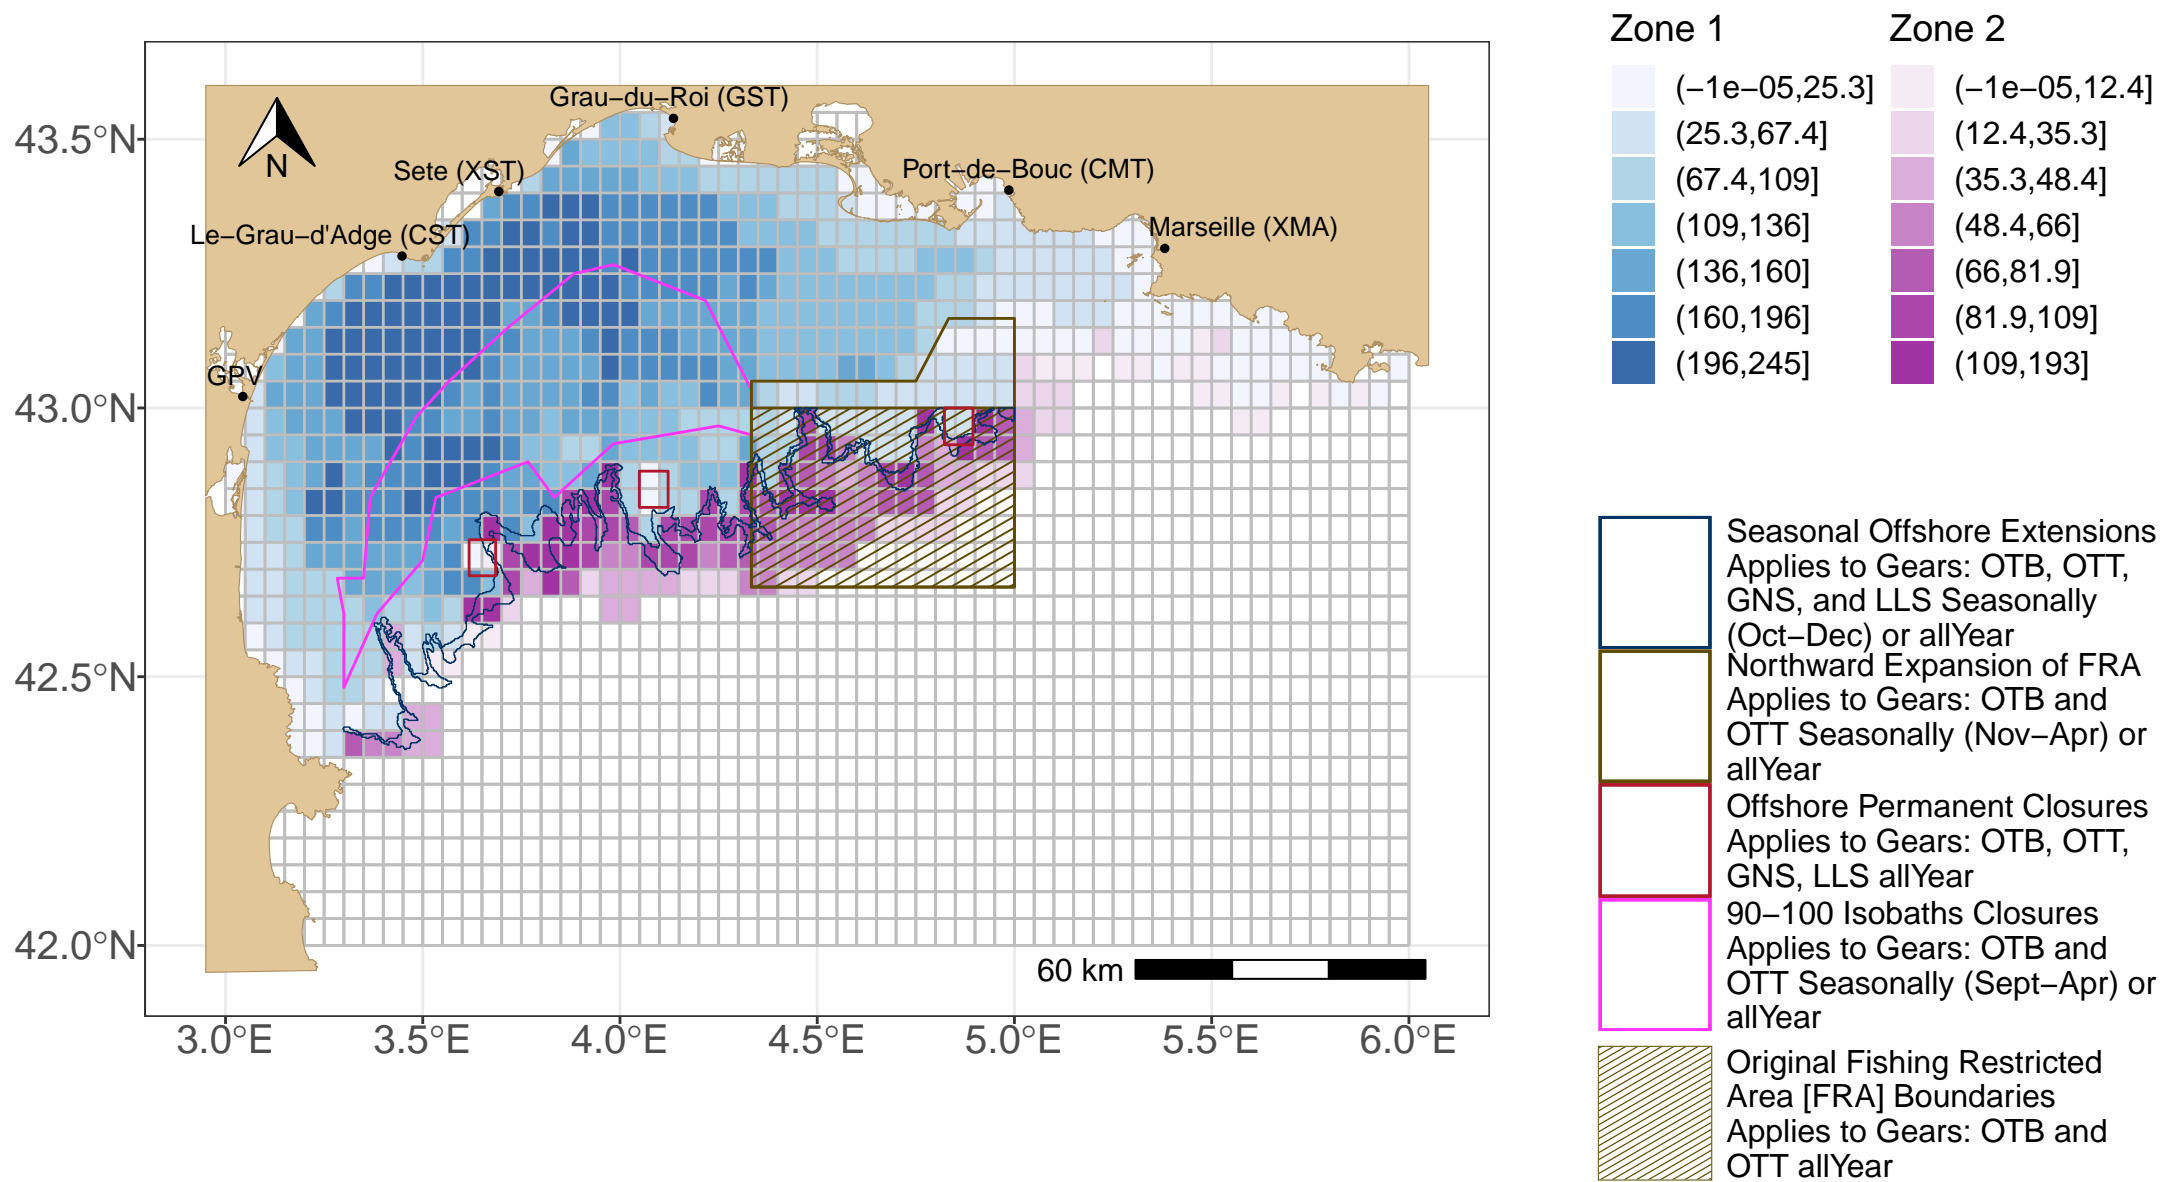 Zone 1
(−1e−05,25.3]
(25.3,67.4]
(67.4,109]
(109,136]
(136,160]
(160,196]
(196,245]
Zone 2
(−1e−05,12.4]
(12.4,35.3]
(35.3,48.4]
(48.4,66]
(66,81.9]
(81.9,109]
(109,193]
43.5°N
43.0°N
42.5°N
42.0°N
N
Grau−du−Roi (GST)
Sete (XST)
Port−de−Bouc (CMT)
Le−Grau−d'Adge (CST)
Marseille (XMA)
GPV
60 km
3.0°E
3.5°E
4.0°E
4.5°E
5.0°E
5.5°E
6.0°E
Seasonal Offshore Extensions
Applies to Gears: OTB, OTT,
GNS, and LLS Seasonally
(Oct−Dec) or allYear
Northward Expansion of FRA
Applies to Gears: OTB and
OTT Seasonally (Nov−Apr) or
allYear
Offshore Permanent Closures
Applies to Gears: OTB, OTT,
GNS, LLS allYear
90−100 Isobaths Closures
Applies to Gears: OTB and
OTT Seasonally (Sept−Apr) or
allYear
Original Fishing Restricted
Area [FRA] Boundaries
Applies to Gears: OTB and
OTT allYear